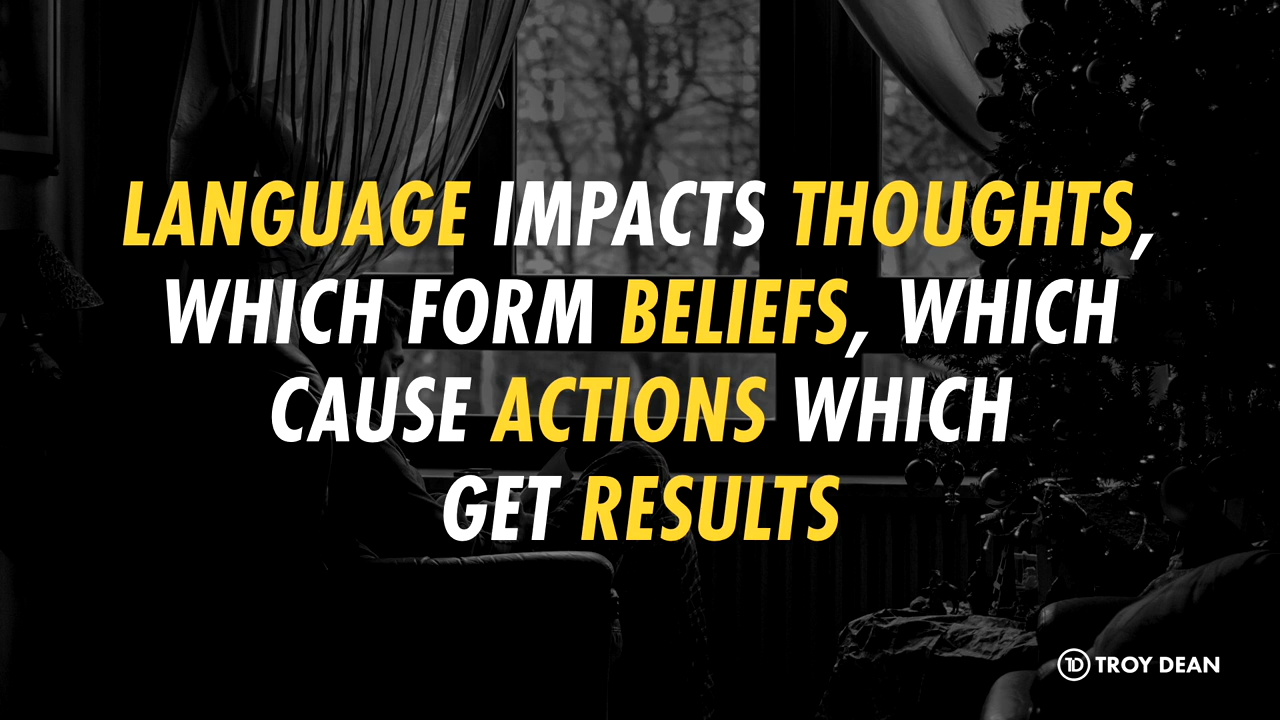 LANGUAGE IMPACTS THOUGHTS,
WHICH FORM BELIEFS, WHICH
CAUSE ACTIONS WHICH
GET RESULTS
TD TROY DEAN